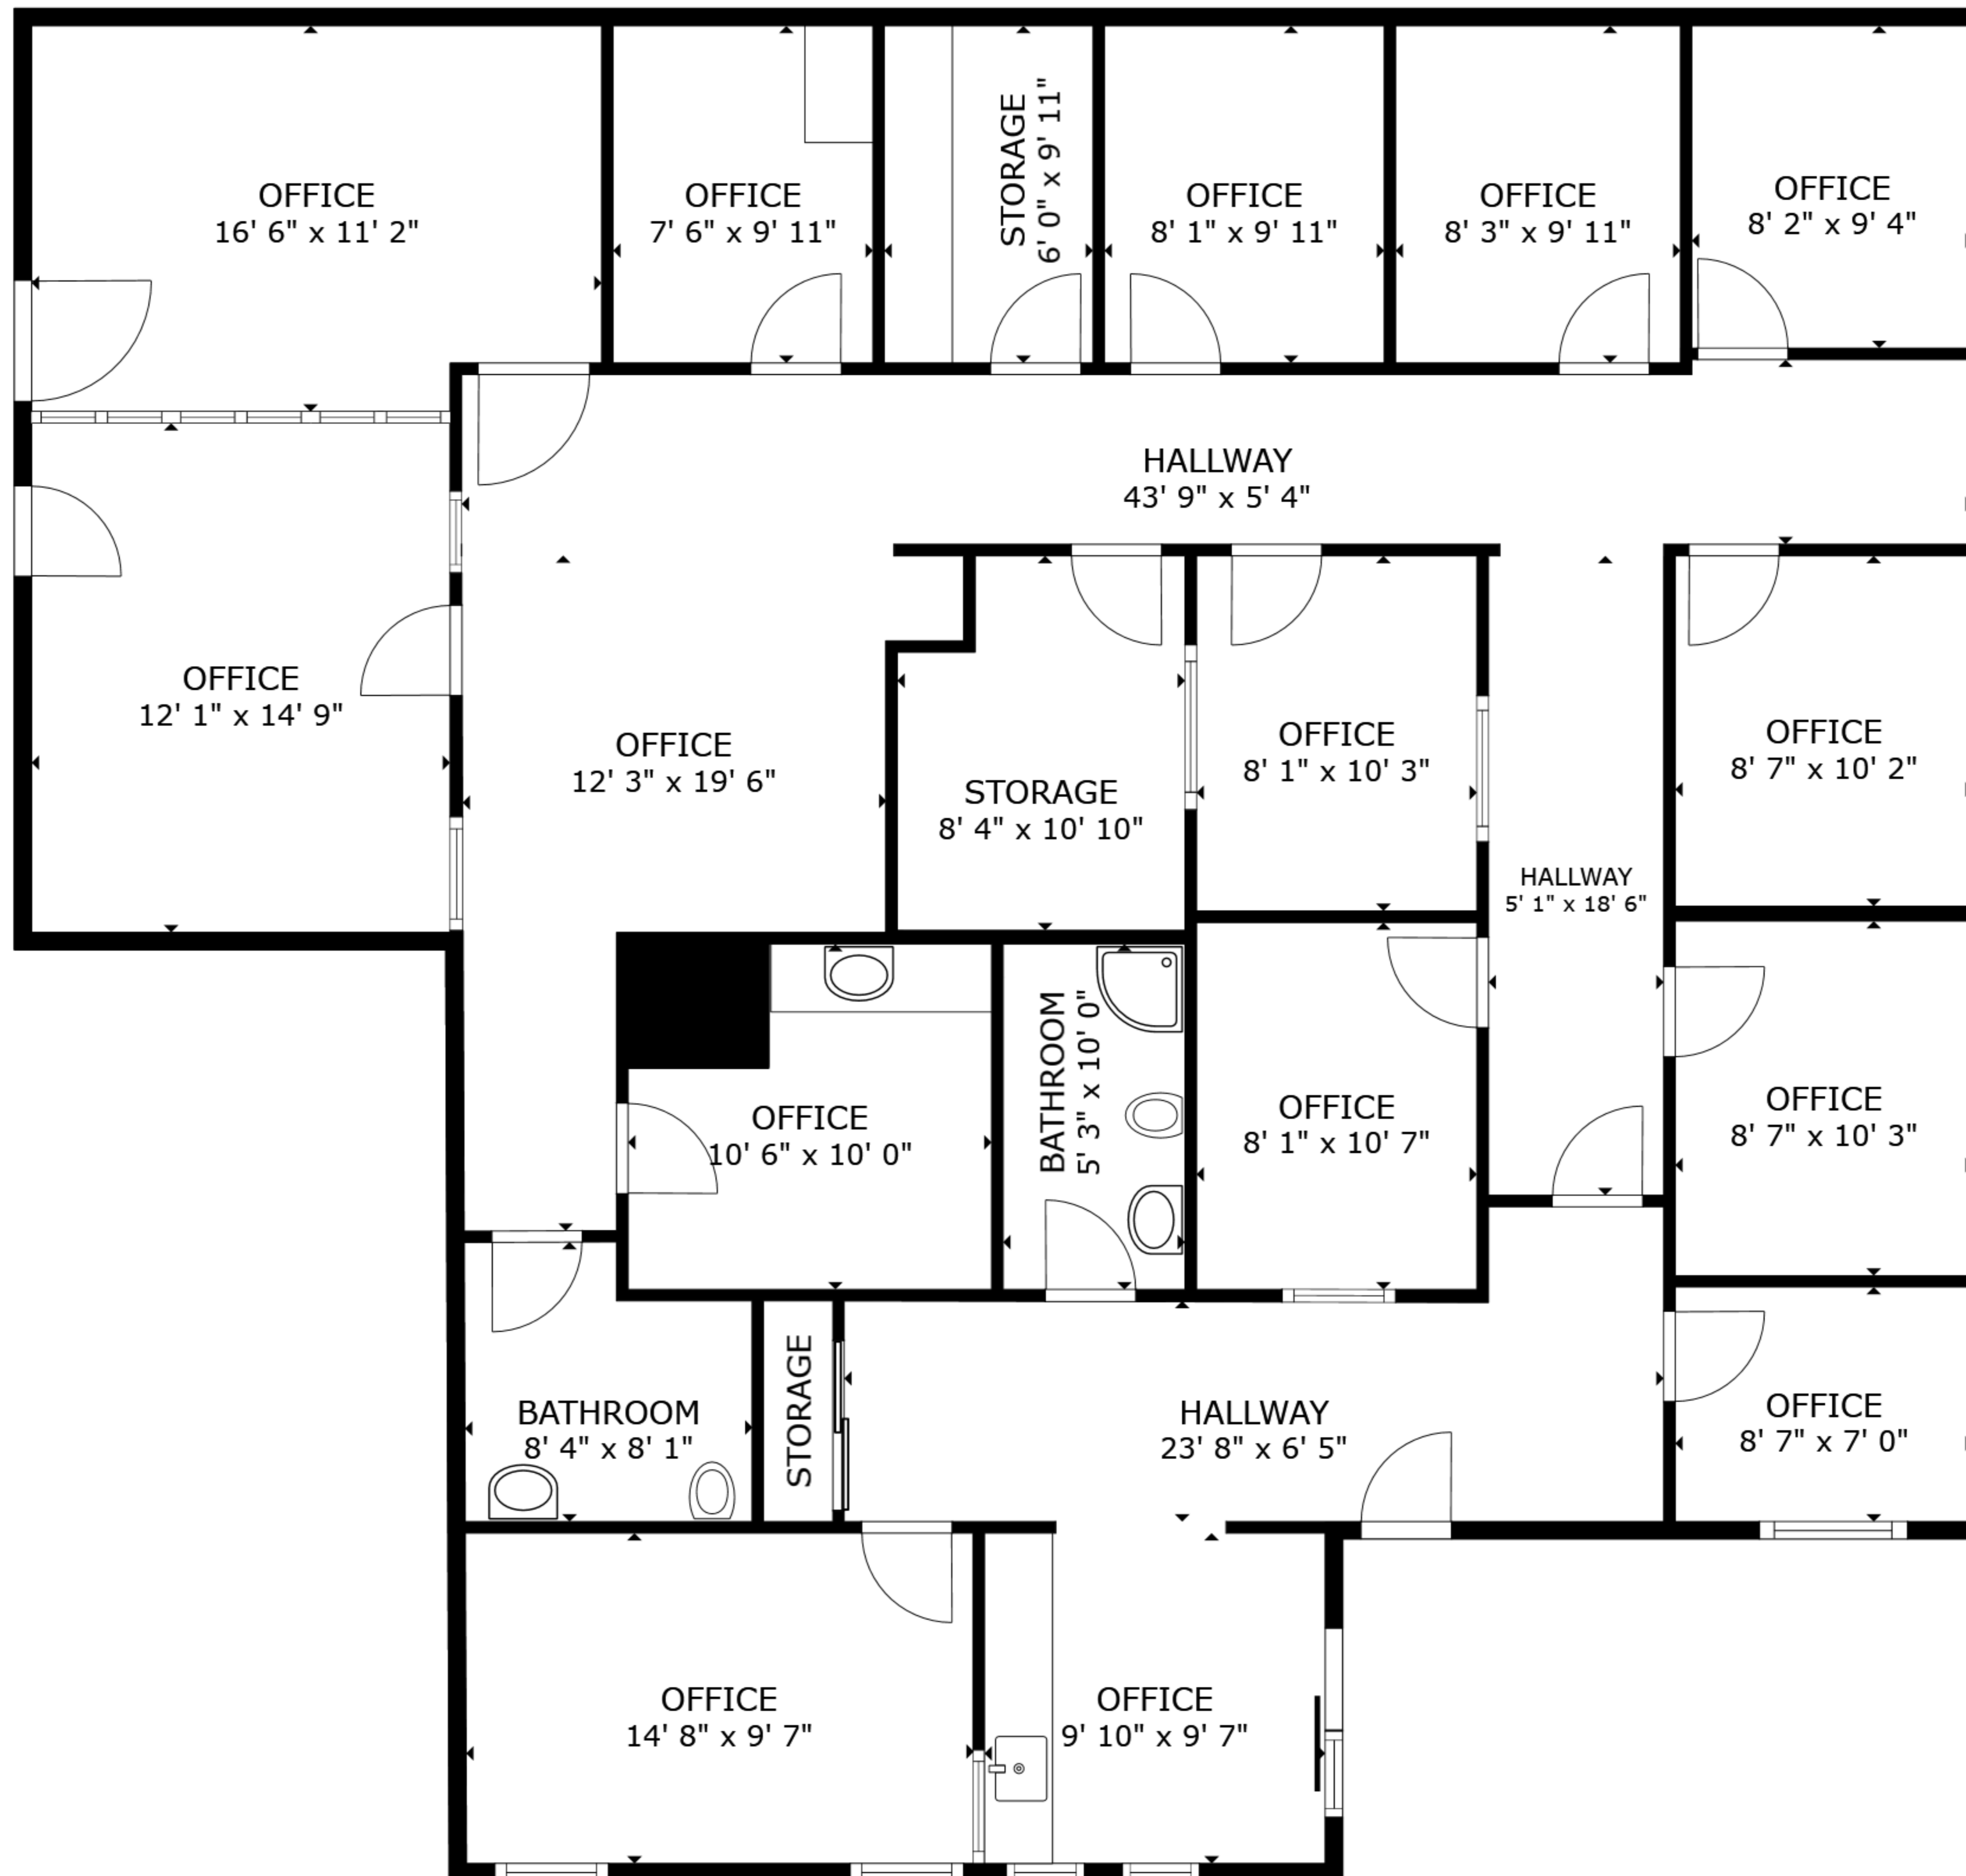 OFFICE
16' 6" x 11' 2"
OFFICE
7' 6" x 9' 11"
STORAGE
6' 0" x 9' 11"
OFFICE
8' 1" x 9' 11"
OFFICE
8' 3" x 9' 11"
OFFICE
8' 2" x 9' 4"
HALLWAY
43' 9" x 5' 4"
OFFICE
12' 1" x 14' 9"
OFFICE
12' 3" x 19' 6"
STORAGE
8' 4" x 10' 10"
OFFICE
8' 1" x 10' 3"
OFFICE
8' 7" x 10' 2"
HALLWAY
5' 1" x 18' 6"
OFFICE
10' 6" x 10' 0"
BATHROOM
5' 3" x 10' 0"
OFFICE
8' 1" x 10' 7"
OFFICE
8' 7" x 10' 3"
BATHROOM
8' 4" x 8' 1"
STORAGE
HALLWAY
23' 8" x 6' 5"
OFFICE
8' 7" x 7' 0"
OFFICE
14' 8" x 9' 7"
OFFICE
9' 10" x 9' 7"